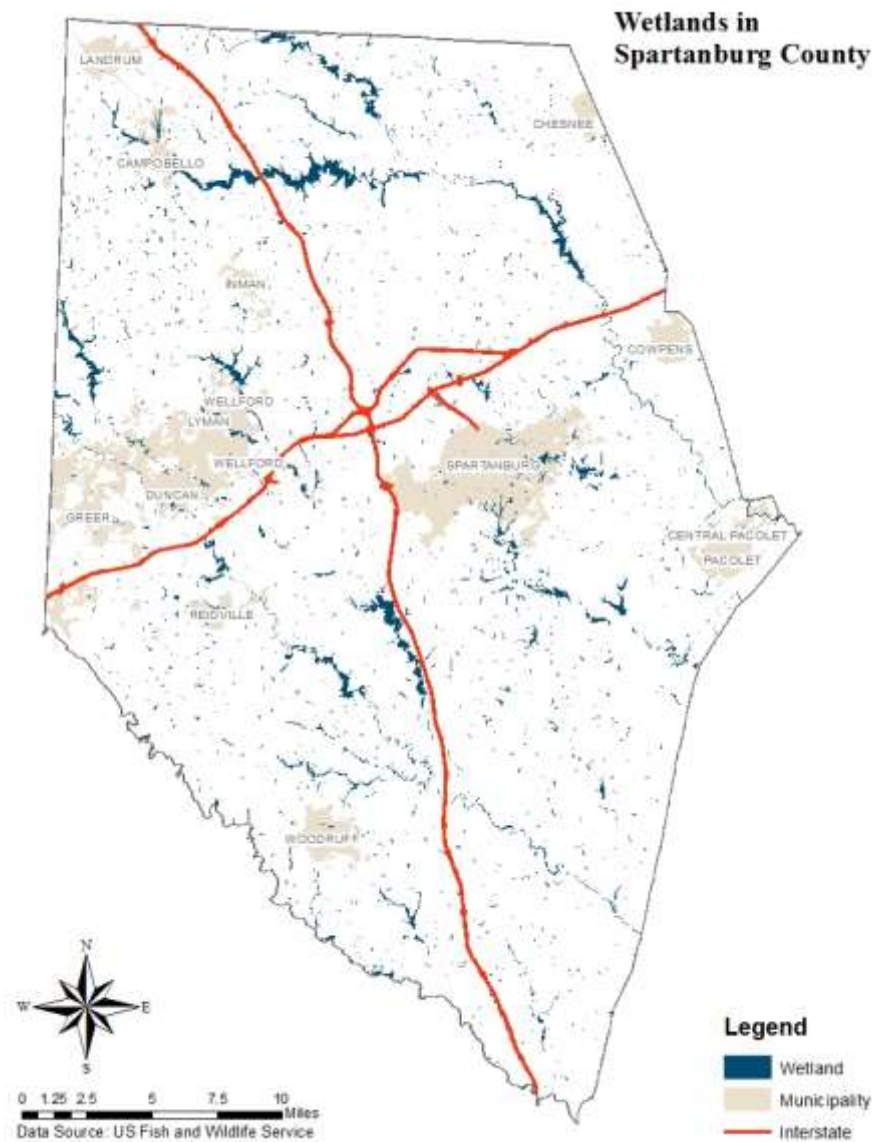 Wetlands in
Spartanburg County
LANDRUM
CHESNEE
CAMPOBELLO
INMAN
COWPENS
WELLFORD
LYMAN
WELLFORD
SPARTANBURG
DUNCAN
GREER
CENTRAL PACOLET
PACOLET
REIDVILLE
WOODRUFF
N
W E
S
Legend
Wetland
Municipality
Interstate
0 1.25 2.5 5 7.5 10
Miles
Data Source: US Fish and Wildlife Service